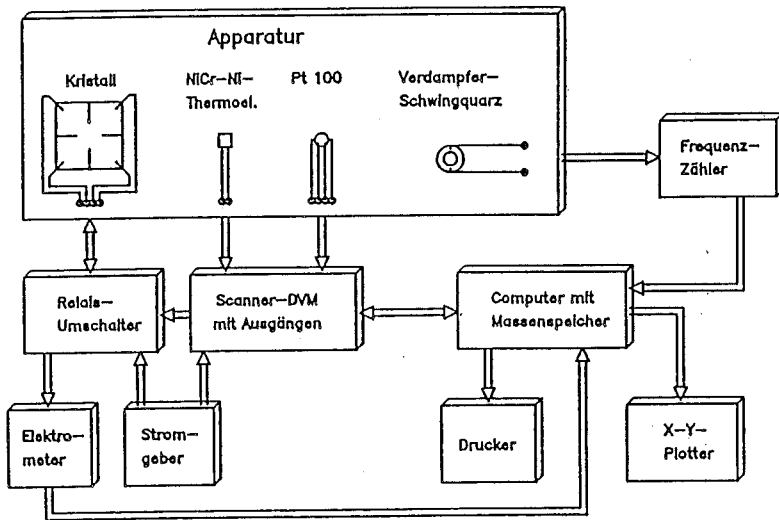 Apparatur
Kristall
NiCr-Ni-
Thermoel.
Pt 100
Verdampfer-
Schwingquarz
Frequenz-
Zähler
Relais-
Umschalter
Scanner-DVM
mit Ausgängen
Computer mit
Massenspeicher
Elektro-
meter
Strom-
geber
Drucker
X-Y-
Plotter